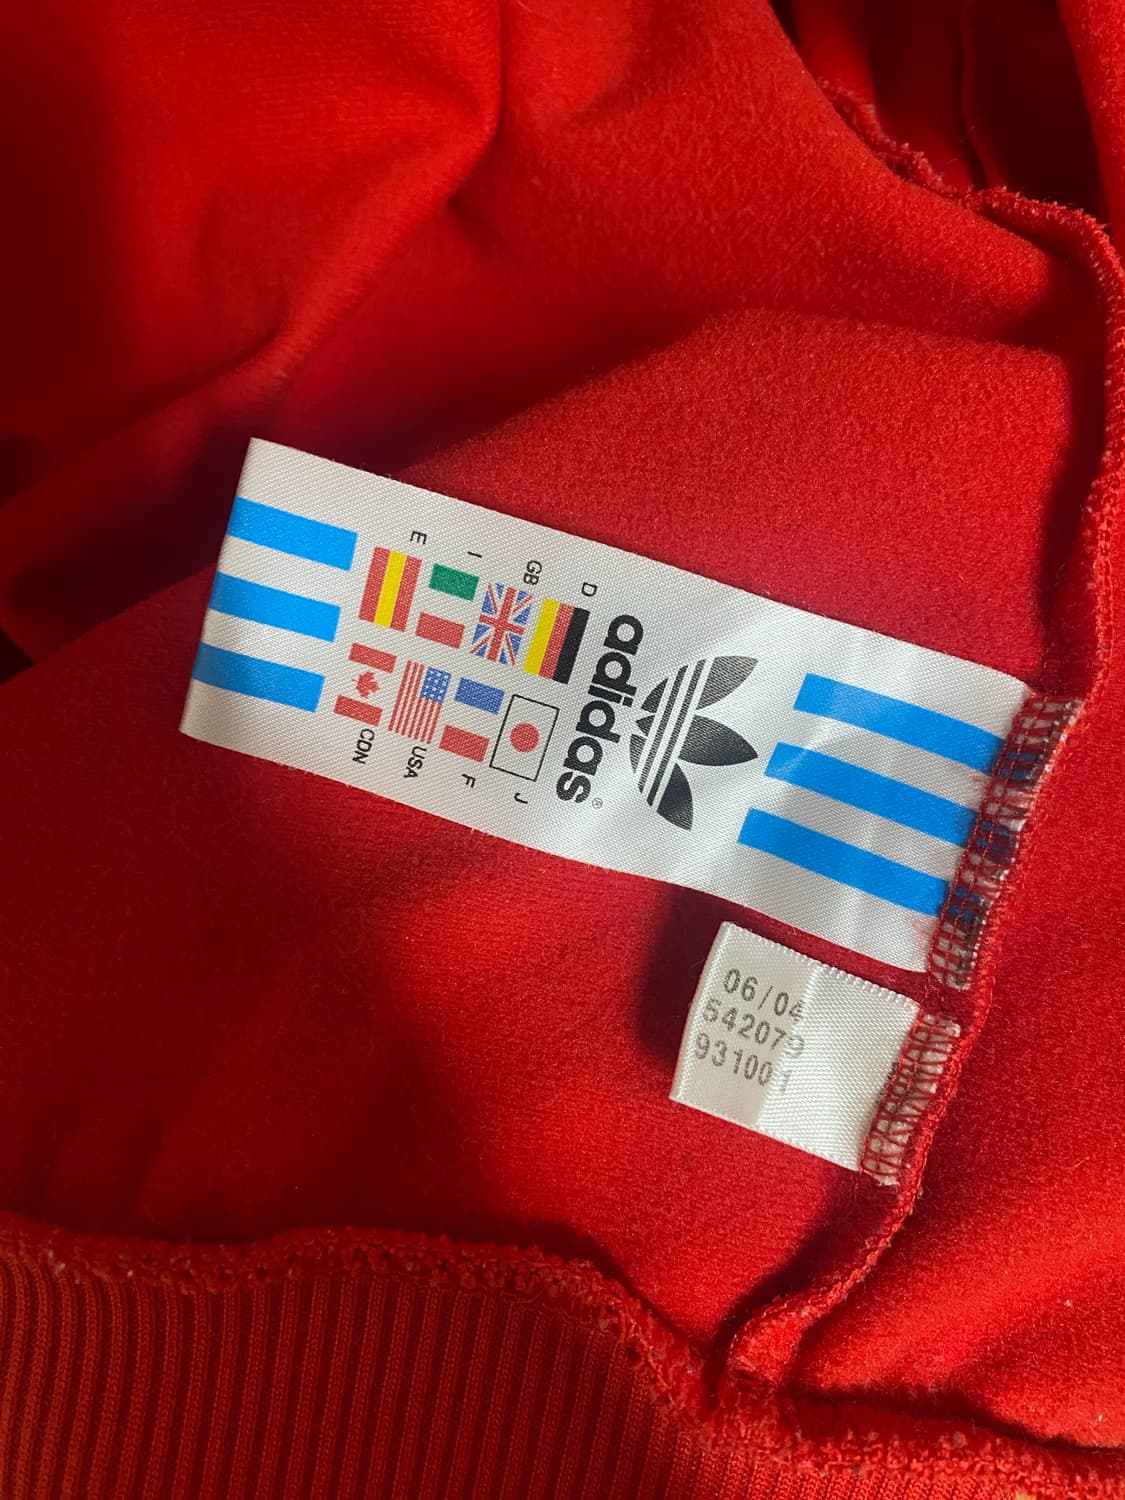 adidas®
D
J
GB
F
I
USA
E
CDN
06/04
542079
931001